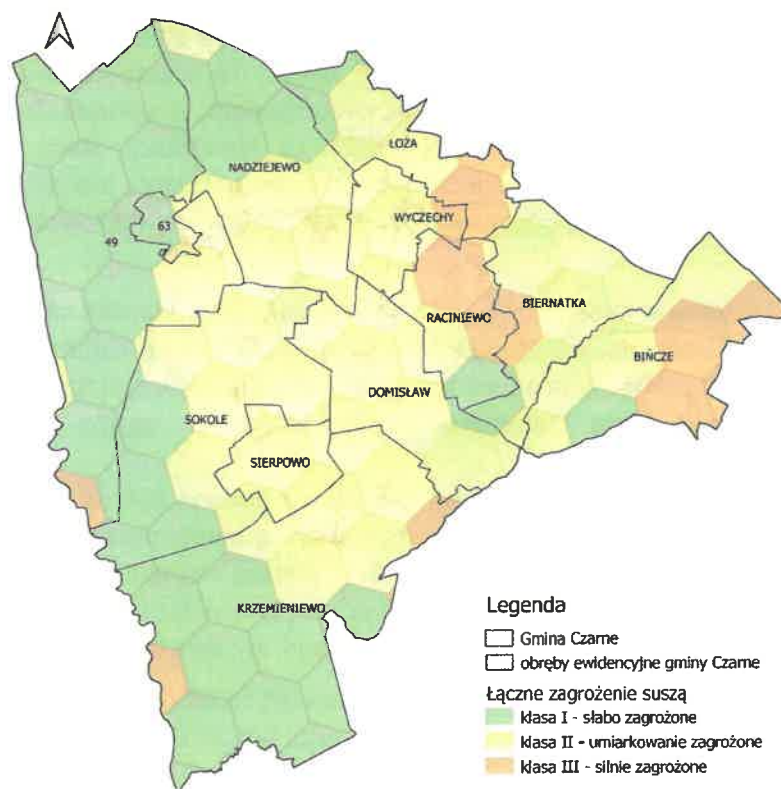 NADZIEJEWO
ŁOZA
WYCZECHY
49
63
RACINIEWO
BIERNATKA
BIŃCZE
DOMISŁAW
SOKOLE
SIERPOWO
KRZEMIENIEWO
Legenda
Gmina Czarne
obręby ewidencyjne gminy Czarne
Łączne zagrożenie suszą
klasa I - słabo zagrożone
klasa II - umiarkowanie zagrożone
klasa III - silnie zagrożone